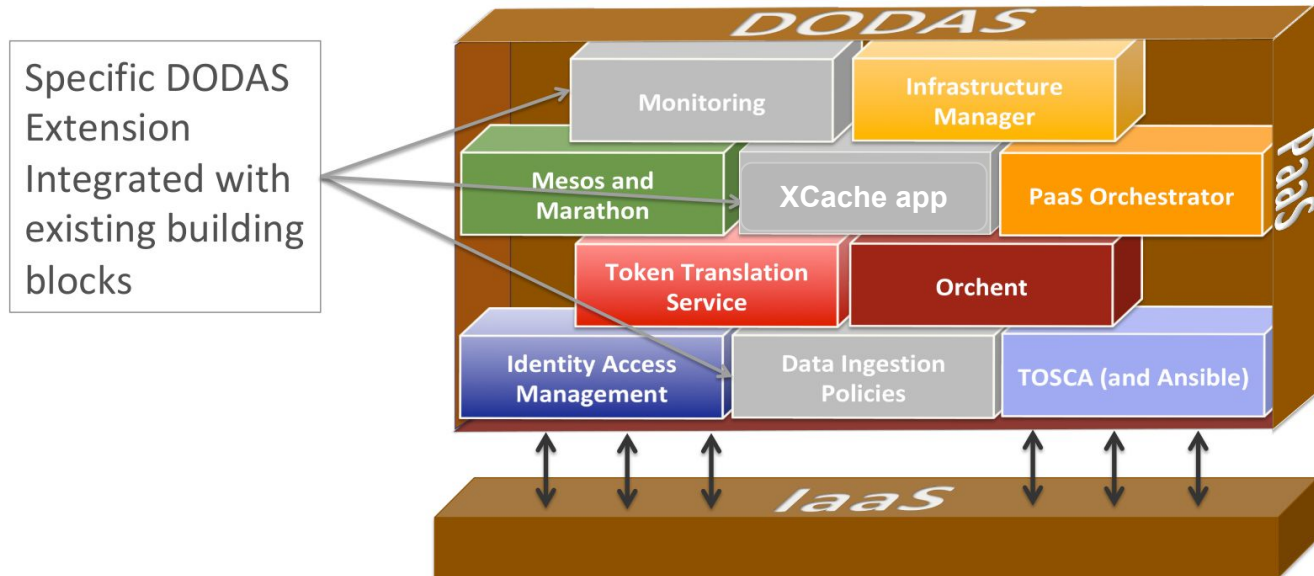 DODAS
Specific DODAS
Extension
Integrated with
existing building
blocks
Monitoring
Infrastructure
Manager
PaaS
Mesos and
Marathon
XCache app
PaaS Orchestrator
Token Translation
Service
Orchent
Identity Access
Management
Data Ingestion
Policies
TOSCA (and Ansible)
IaaS